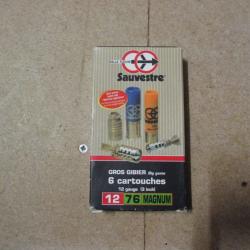 Sauvestre
GROS GIBIER Big game
6 cartouches
12 gauge (3 inch)
12 76 MAGNUM